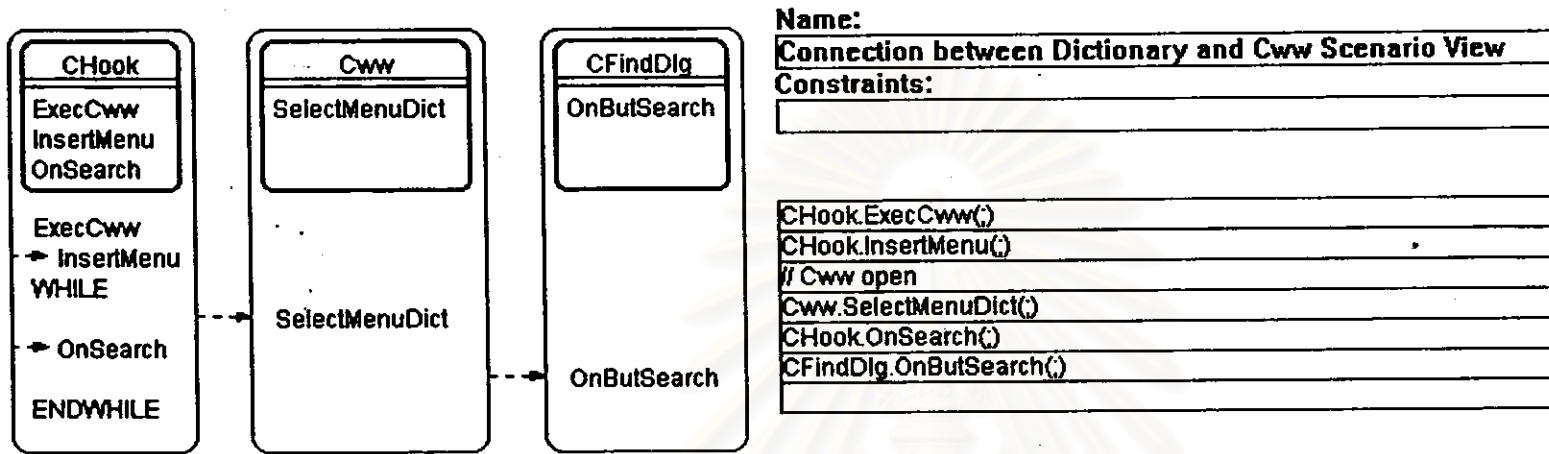 CHook
ExecCww
InsertMenu
OnSearch
ExecCww
InsertMenu
WHILE
OnSearch
ENDWHILE
Cww
SelectMenuDict
SelectMenuDict
CFindDlg
OnButSearch
OnButSearch
Name:
Connection between Dictionary and Cww Scenario View
Constraints:
CHook.ExecCww(;)
CHook.InsertMenu(;)
// Cww open
Cww.SelectMenuDict(;)
CHook.OnSearch(;)
CFindDlg.OnButSearch(;)